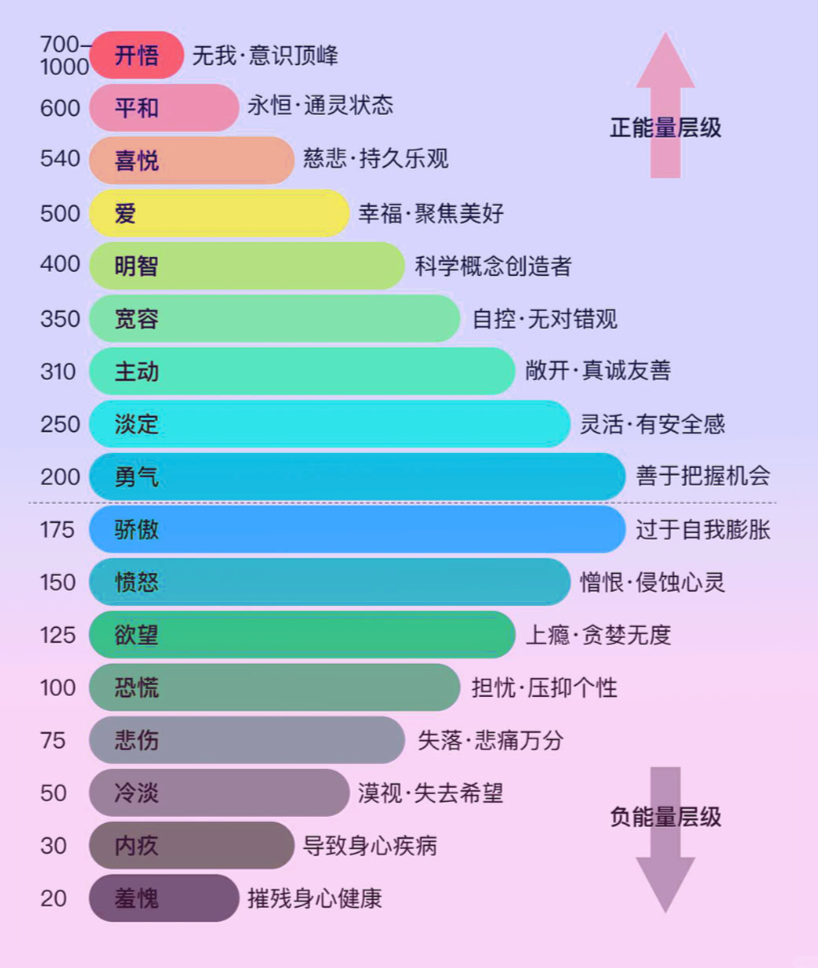 700–
1000 开悟 无我·意识顶峰
600 平和 永恒·通灵状态
正能量层级
540 喜悦 慈悲·持久乐观
500 爱 幸福·聚焦美好
400 明智 科学概念创造者
350 宽容 自控·无对错观
310 主动 敞开·真诚友善
250 淡定 灵活·有安全感
200 勇气 善于把握机会
175 骄傲 过于自我膨胀
150 愤怒 憎恨·侵蚀心灵
125 欲望 上瘾·贪婪无度
100 恐慌 担忧·压抑个性
75 悲伤 失落·悲痛万分
50 冷淡 漠视·失去希望
负能量层级
30 内疚 导致身心疾病
20 羞愧 摧残身心健康